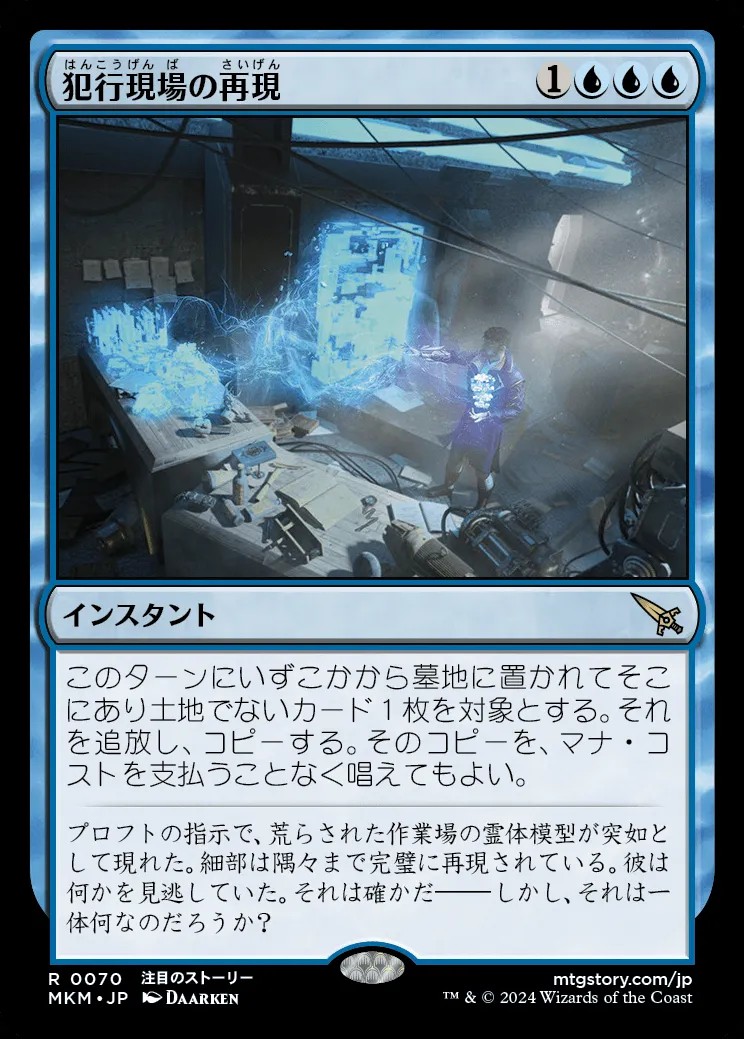 はんこうげんば さいげん
犯行現場の再現
1
インスタント
このターンにいずこかから墓地に置かれてそこ
にあり土地でないカード1枚を対象とする。それ
を追放し、コピーする。そのコピーを、マナ・コ
ストを支払うことなく唱えてもよい。
プロフトの指示で、荒らされた作業場の霊体模型が突如と
して現れた。細部は隅々まで完璧に再現されている。彼は
何かを見逃していた。それは確かだ――しかし、それは一
体何なのだろうか?
R 0070 注目のストーリー
mtgstory.com/jp
MKM • JP DAARKEN
™ & © 2024 Wizards of the Coast